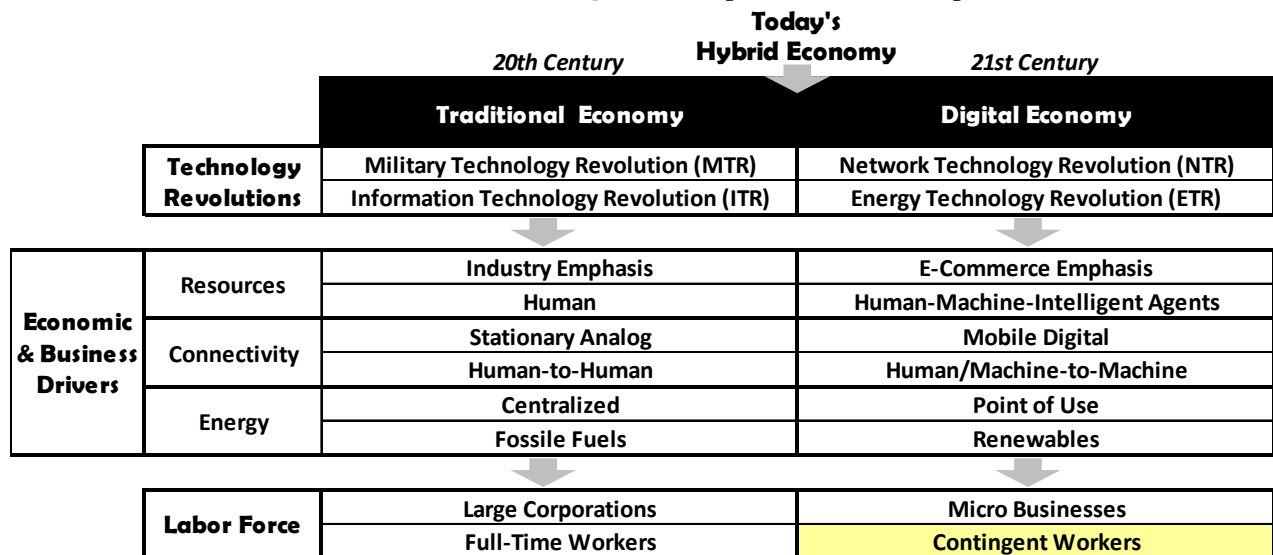 Today's
Hybrid Economy
20th Century 21st Century
Traditional Economy Digital Economy
Technology Revolutions
Military Technology Revolution (MTR) Network Technology Revolution (NTR)
Information Technology Revolution (ITR) Energy Technology Revolution (ETR)
Economic
& Business
Drivers
Resources
Industry Emphasis E-Commerce Emphasis
Human Human-Machine-Intelligent Agents
Connectivity
Stationary Analog Mobile Digital
Human-to-Human Human/Machine-to-Machine
Energy
Centralized Point of Use
Fossile Fuels Renewables
Labor Force
Large Corporations Micro Businesses
Full-Time Workers Contingent Workers